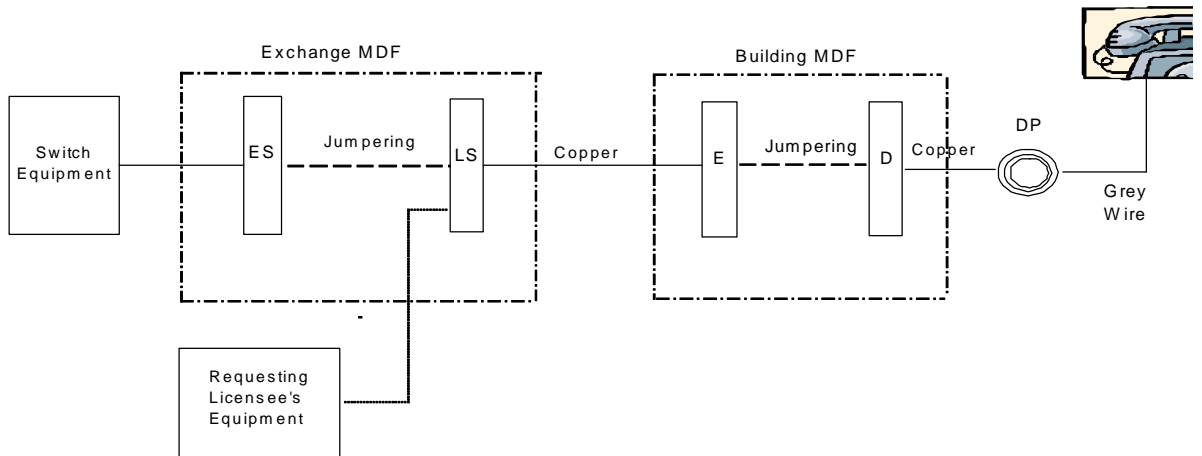 Exchange MDF
Building MDF
Switch
Equipment
ES
Jumpering
LS
Copper
E
Jumpering
D
Copper
DP
Grey
Wire
Requesting
Licensee's
Equipment